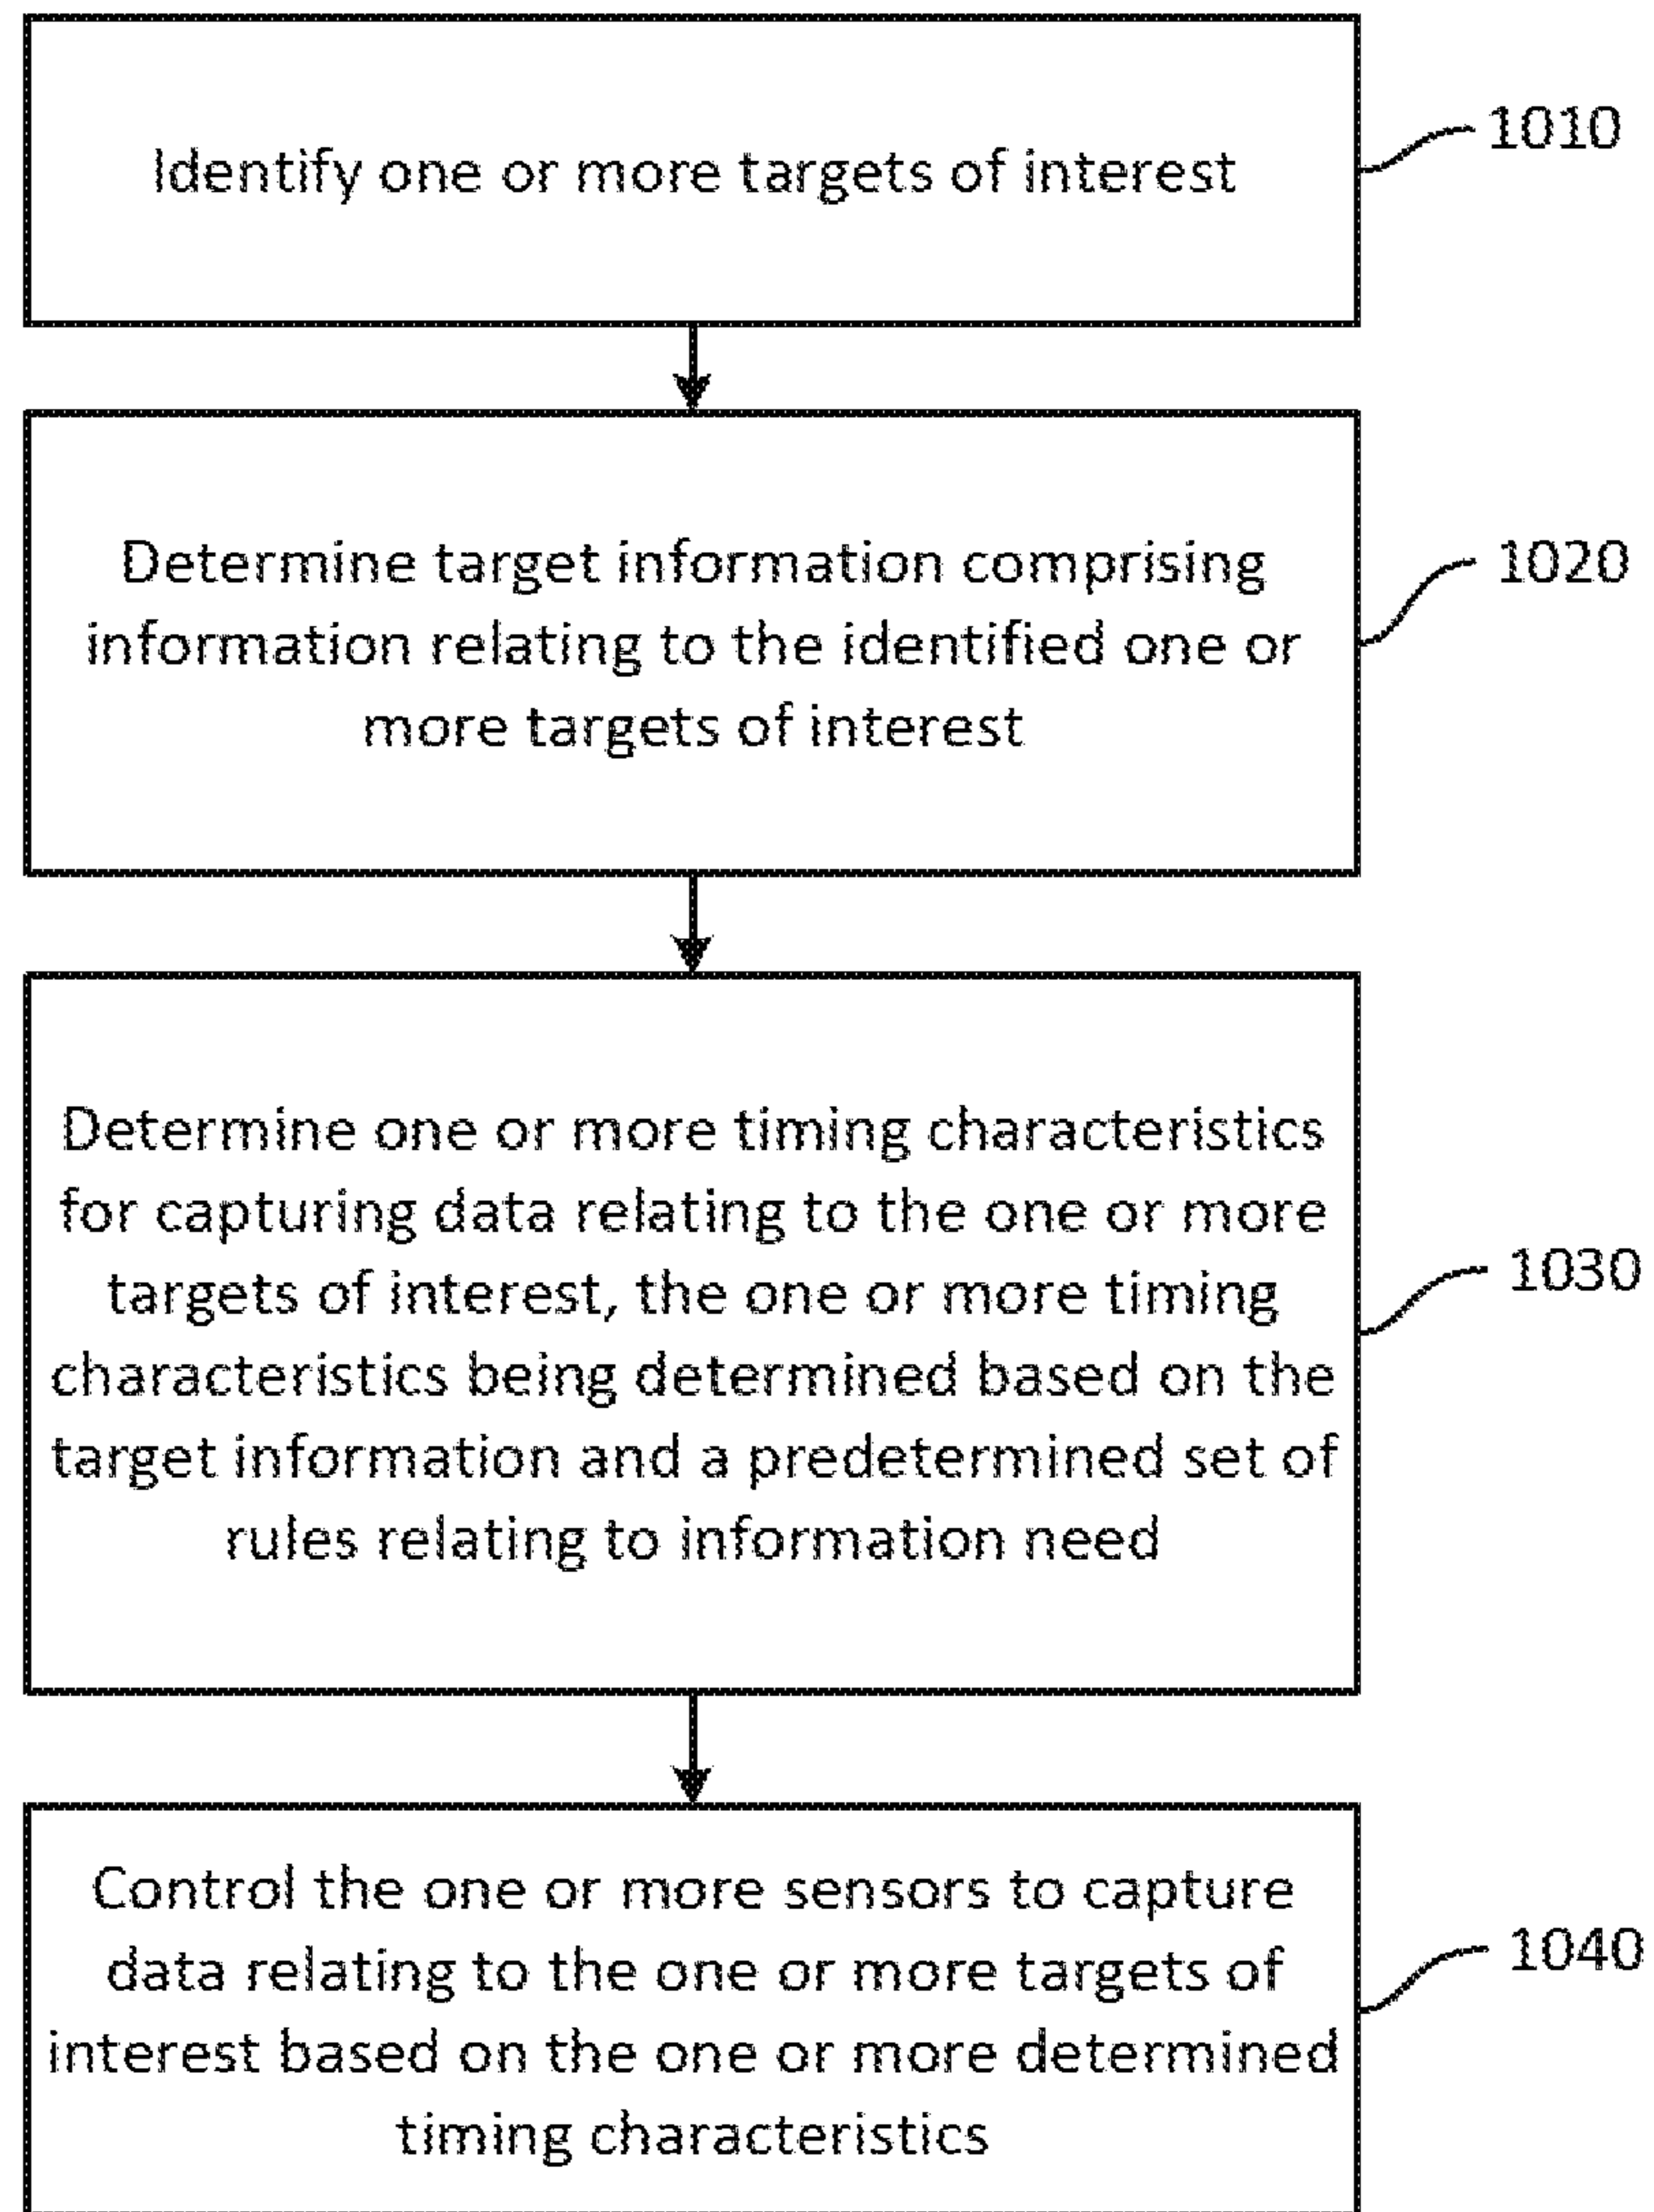 Identify one or more targets of interest
1010
Determine target information comprising
information relating to the identified one or
more targets of interest
1020
Determine one or more timing characteristics
for capturing data relating to the one or more
targets of interest, the one or more timing
characteristics being determined based on the
target information and a predetermined set of
rules relating to information need
1030
Control the one or more sensors to capture
data relating to the one or more targets of
interest based on the one or more determined
timing characteristics
1040